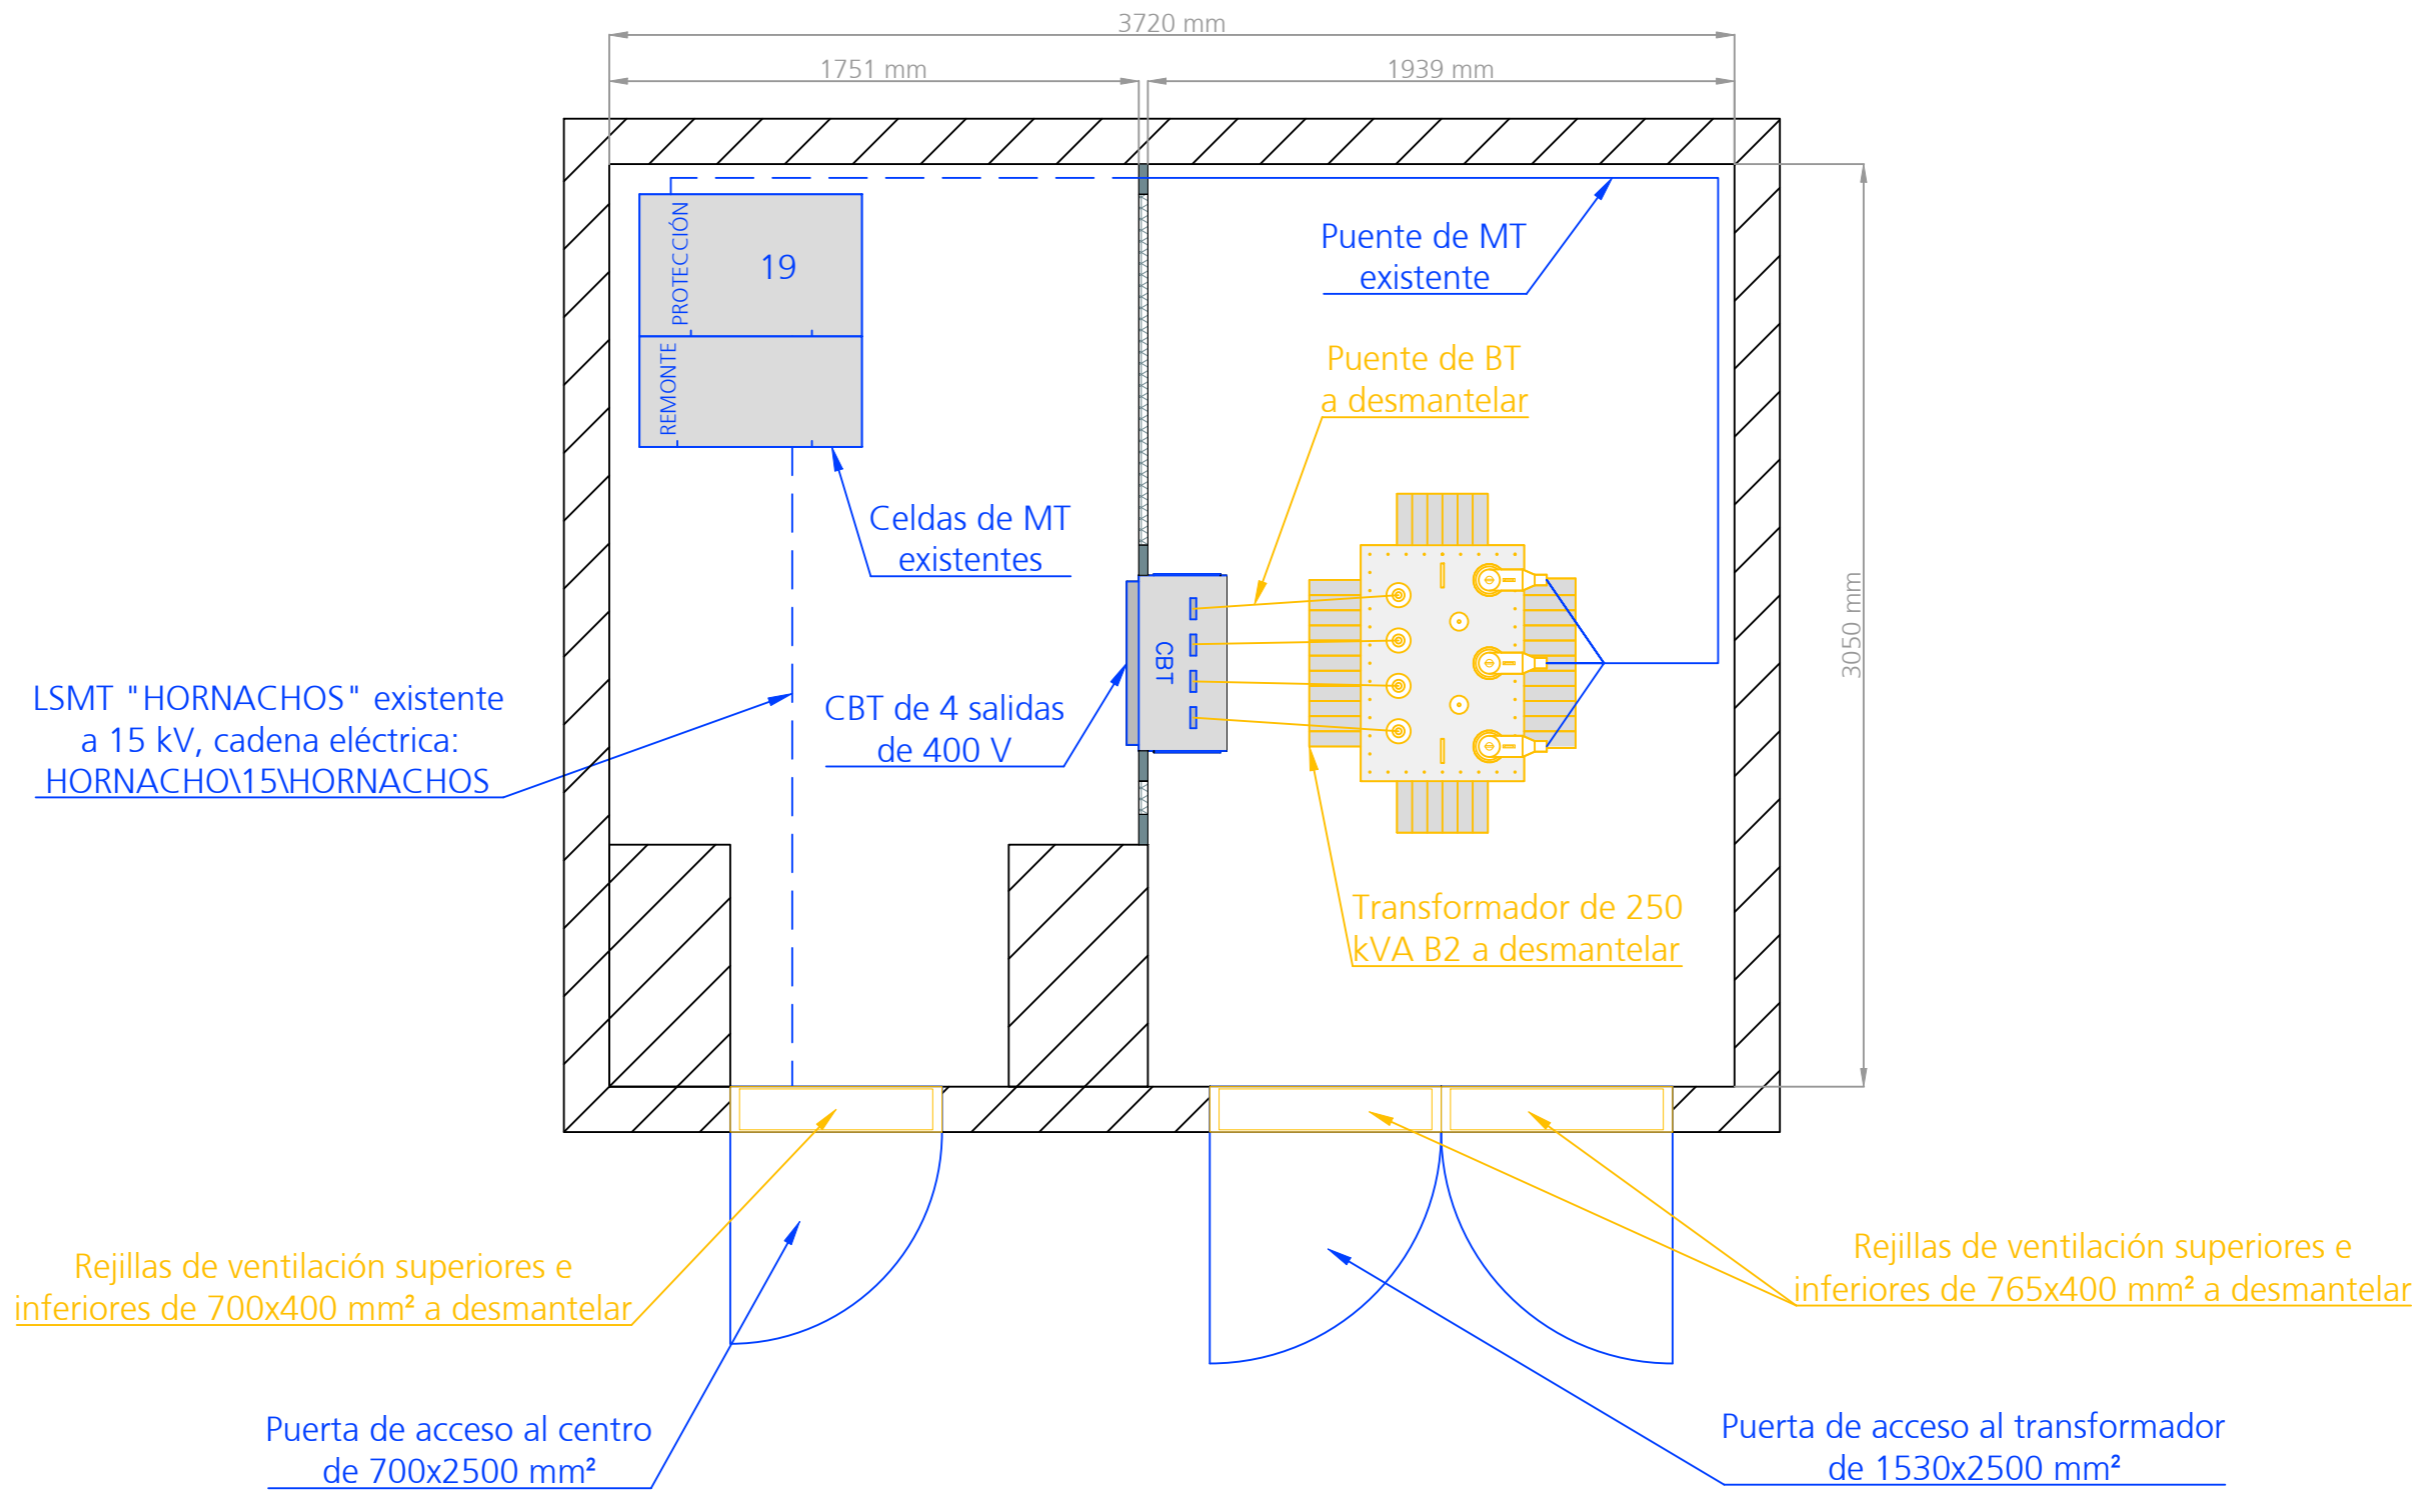 3720 mm
1751 mm
1939 mm
PROTECCIÓN
19
REMONTE
Puente de MT
existente
Puente de BT
a desmantelar
Celdas de MT
existentes
3050 mm
CBT
LSMT "HORNACHOS" existente
a 15 kV, cadena eléctrica:
HORNACHO\15\HORNACHOS
CBT de 4 salidas
de 400 V
Transformador de 250
kVA B2 a desmantelar
Rejillas de ventilación superiores e
inferiores de 700x400 mm² a desmantelar
Rejillas de ventilación superiores e
inferiores de 765x400 mm² a desmantelar
Puerta de acceso al centro
de 700x2500 mm²
Puerta de acceso al transformador
de 1530x2500 mm²